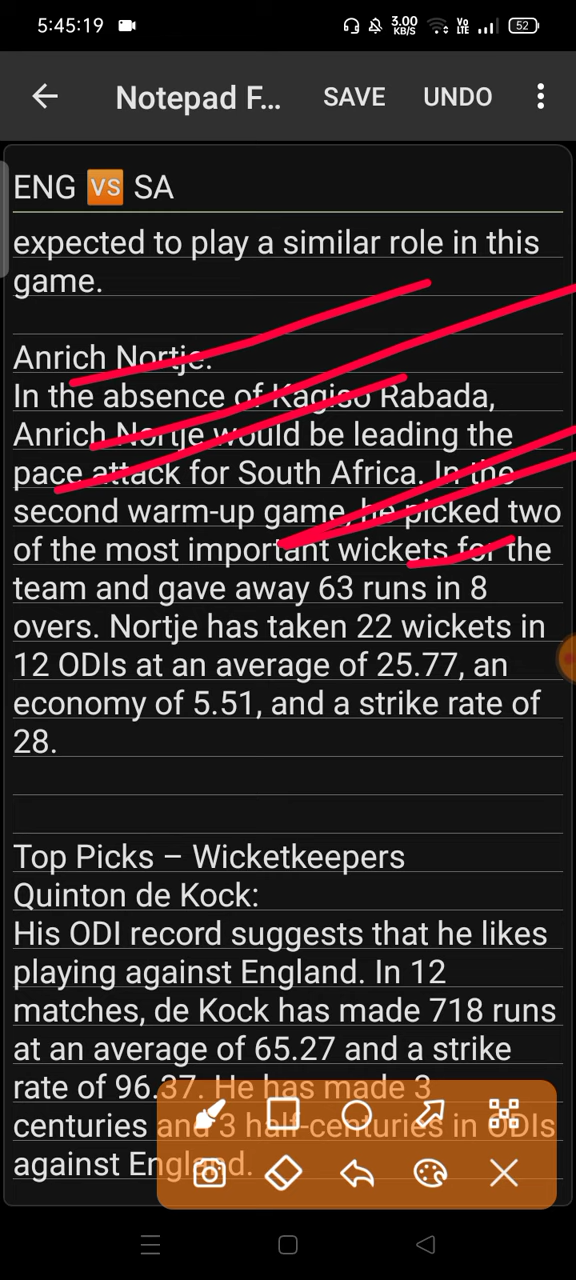 5:45:19
3.00
KB/S
Vo
LTE
52
Notepad F...
SAVE
UNDO
ENG 🆚 SA
expected to play a similar role in this
game.
Anrich Nortje.
In the absence of Kagiso Rabada,
Anrich Nortje would be leading the
pace attack for South Africa. In the
second warm-up game, he picked two
of the most important wickets for the
team and gave away 63 runs in 8
overs. Nortje has taken 22 wickets in
12 ODIs at an average of 25.77, an
economy of 5.51, and a strike rate of
28.
Top Picks – Wicketkeepers
Quinton de Kock:
His ODI record suggests that he likes
playing against England. In 12
matches, de Kock has made 718 runs
at an average of 65.27 and a strike
rate of 96.37. He has made 3
centuries and 3 half-centuries in ODIs
against England.